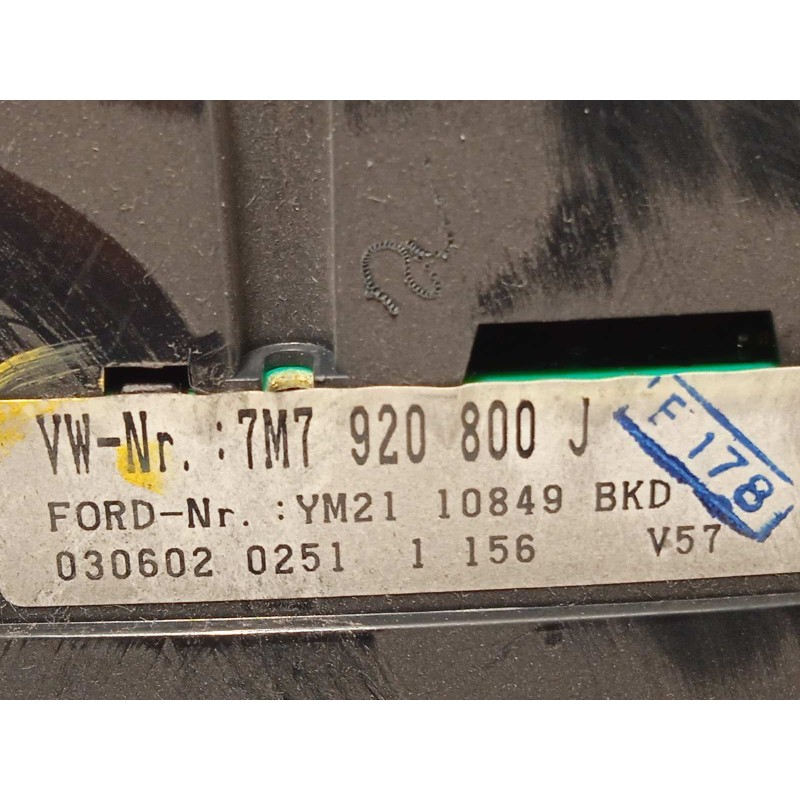 VW-Nr. :7M7 920 800 J
E 178
FORD-Nr. :YM21 10849 BKD
030602 0251 1 156 V57